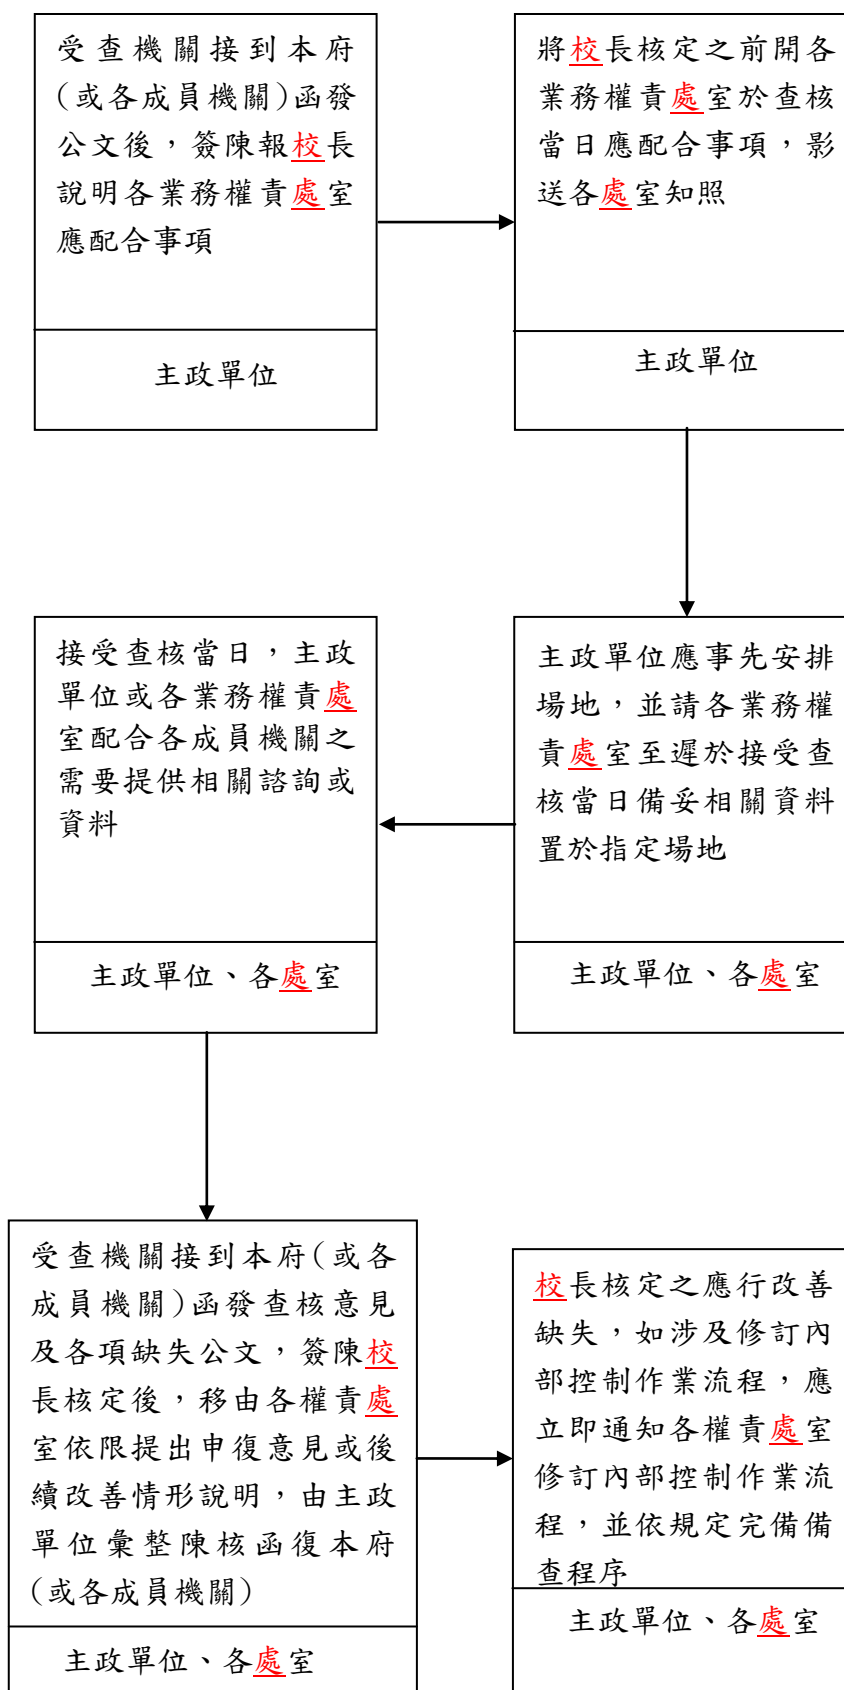 受查機關接到本府
(或各成員機關)函發
公文後，簽陳報校長
說明各業務權責處室
應配合事項
主政單位
將校長核定之前開各
業務權責處室於查核
當日應配合事項，影
送各處室知照
主政單位
主政單位應事先安排
場地，並請各業務權
責處室至遲於接受查
核當日備妥相關資料
置於指定場地
主政單位、各處室
接受查核當日，主政
單位或各業務權責處
室配合各成員機關之
需要提供相關諮詢或
資料
主政單位、各處室
受查機關接到本府(或各
成員機關)函發查核意見
及各項缺失公文，簽陳校
長核定後，移由各權責處
室依限提出申復意見或後
續改善情形說明，由主政
單位彙整陳核函復本府
(或各成員機關)
主政單位、各處室
校長核定之應行改善
缺失，如涉及修訂內
部控制作業流程，應
立即通知各權責處室
修訂內部控制作業流
程，並依規定完備備
查程序
主政單位、各處室